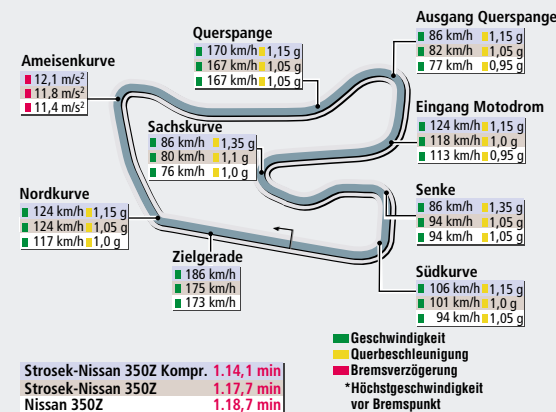 Ausgang Querspange
86 km/h 1,15 g
82 km/h 1,05 g
77 km/h 0,95 g
Querspange
170 km/h 1,15 g
167 km/h 1,05 g
167 km/h 1,05 g
Ameisenkurve
12,1 m/s²
11,8 m/s²
11,4 m/s²
Eingang Motodrom
124 km/h 1,15 g
118 km/h 1,0 g
113 km/h 0,95 g
Sachskurve
86 km/h 1,35 g
80 km/h 1,1 g
76 km/h 1,0 g
Nordkurve
124 km/h 1,15 g
124 km/h 1,05 g
117 km/h 1,0 g
Senke
86 km/h 1,35 g
94 km/h 1,05 g
94 km/h 1,05 g
Zielgerade
186 km/h
175 km/h
173 km/h
Südkurve
106 km/h 1,15 g
101 km/h 1,0 g
94 km/h 1,05 g
Geschwindigkeit
Querbeschleunigung
Bremsverzögerung
*Höchstgeschwindigkeit
vor Bremspunkt
Strosek-Nissan 350Z Kompr. 1.14,1 min
Strosek-Nissan 350Z 1.17,7 min
Nissan 350Z 1.18,7 min